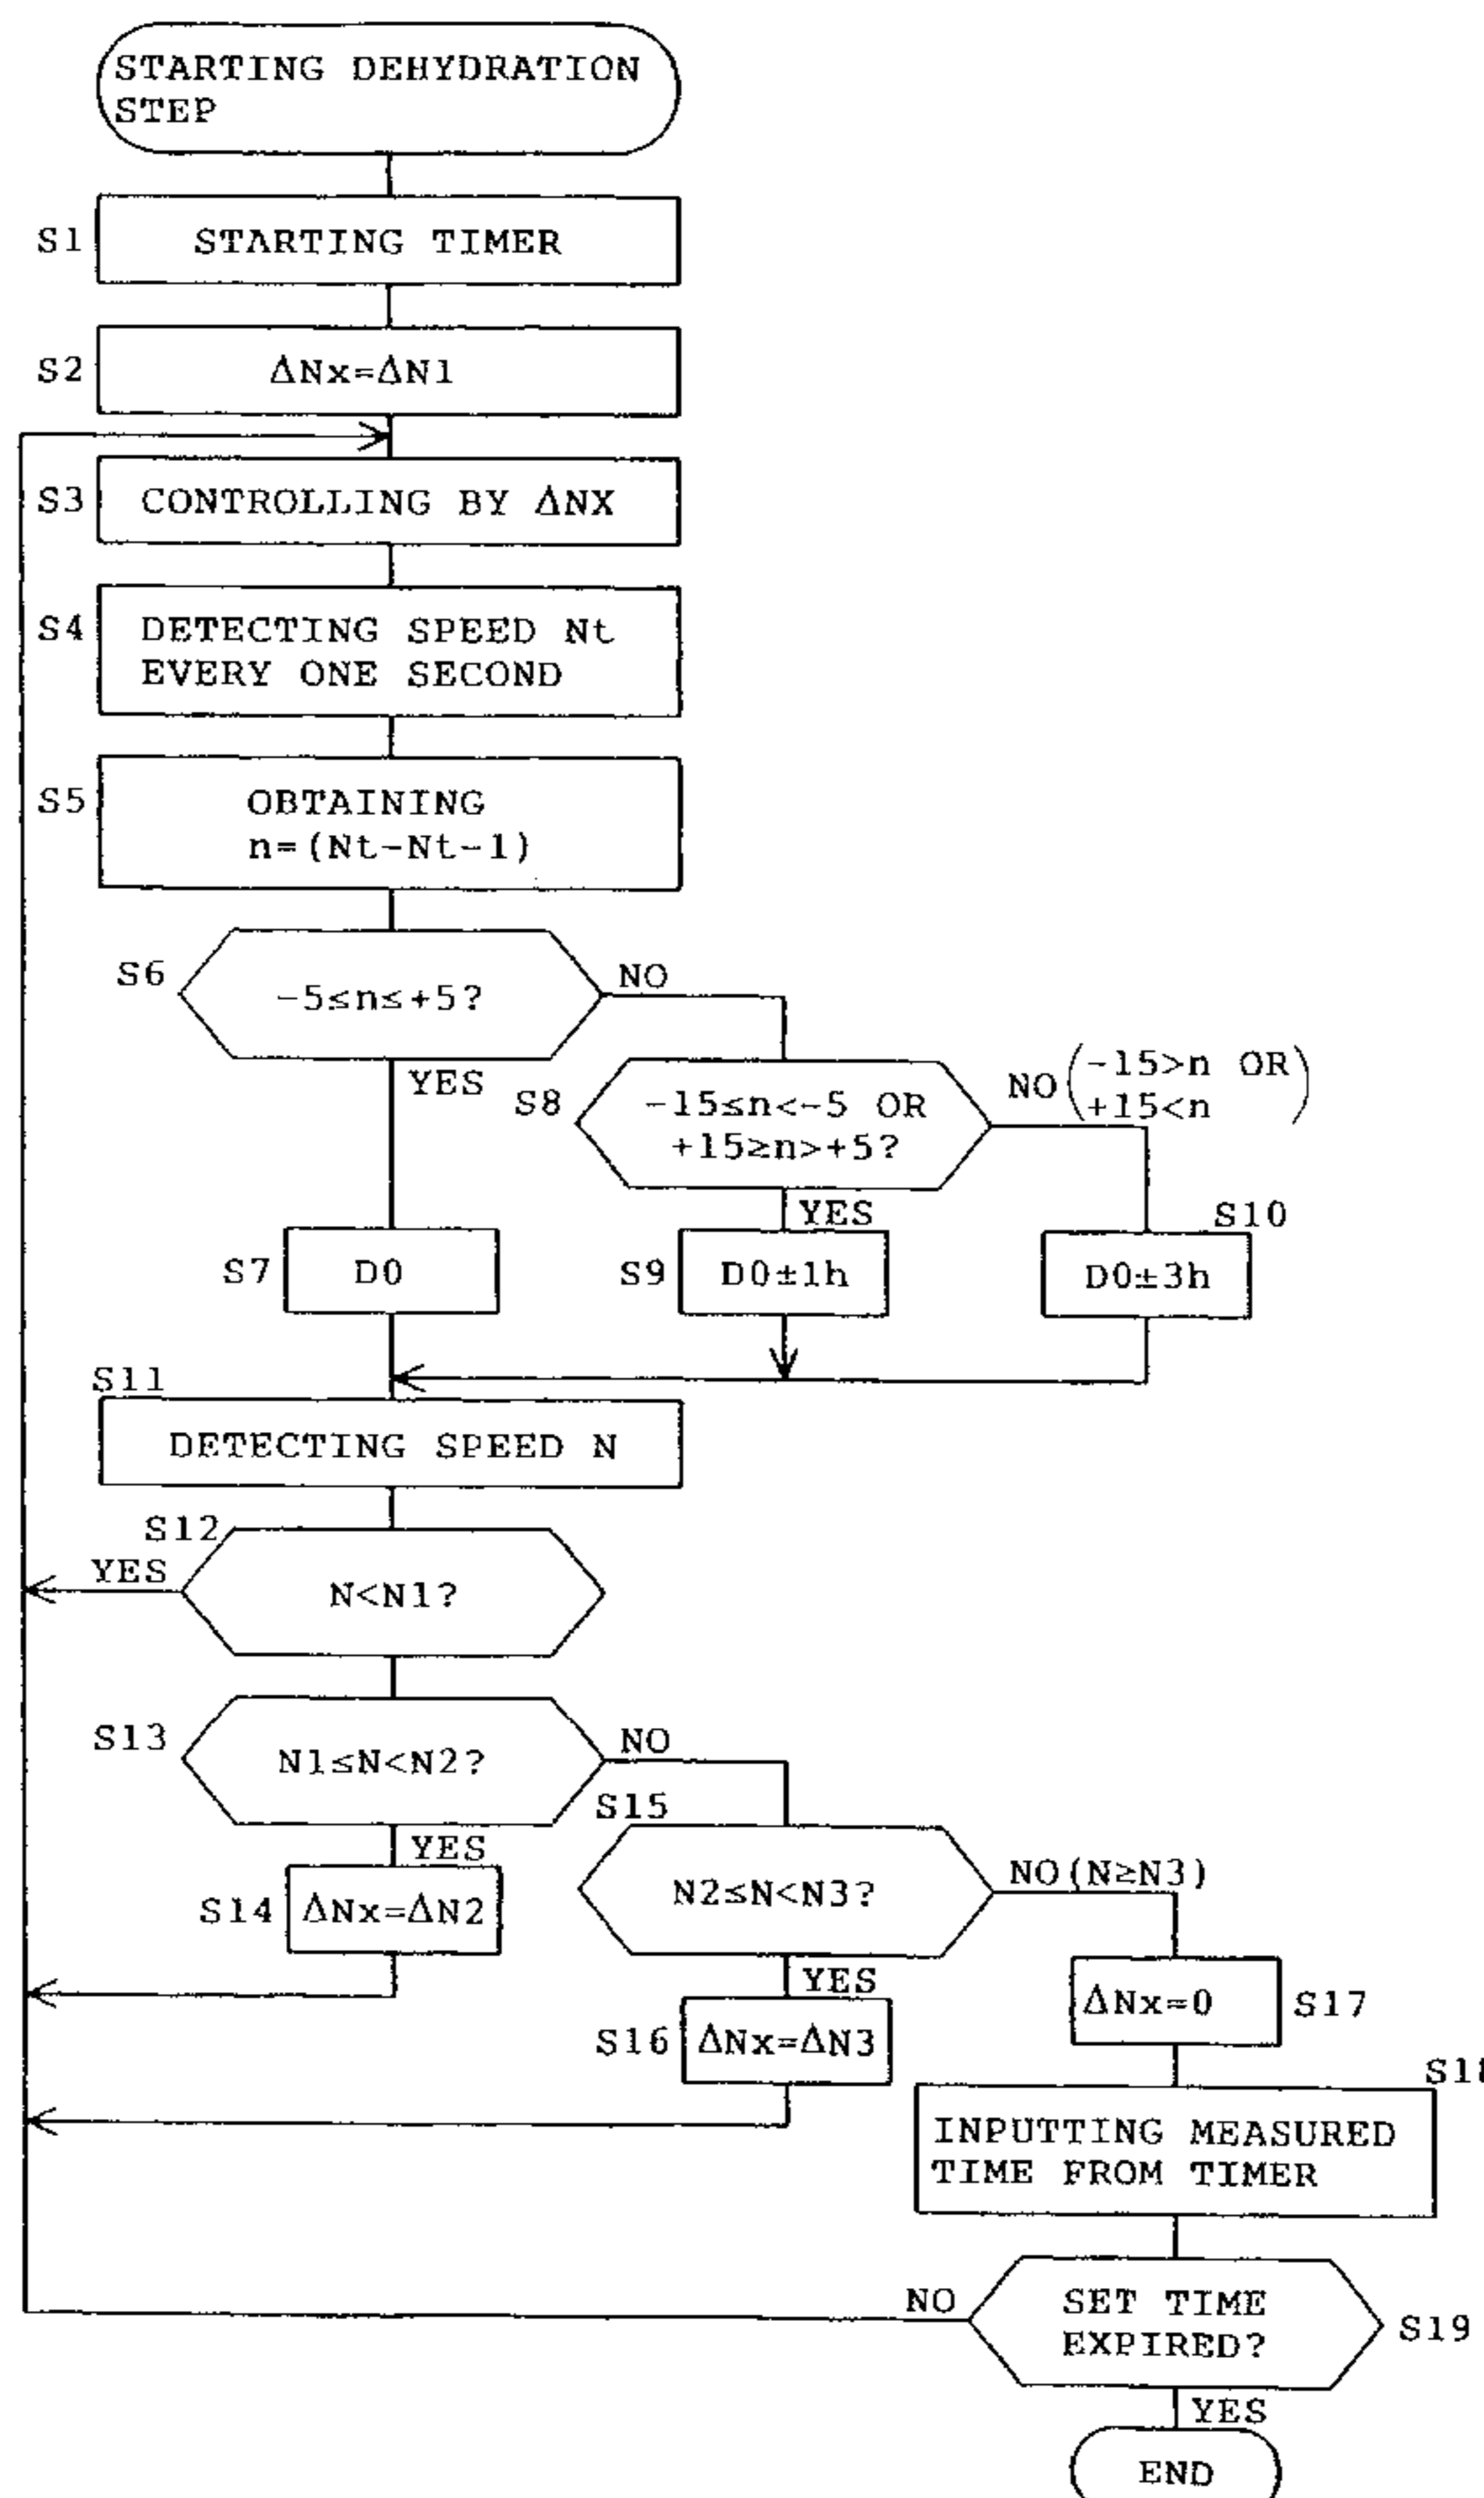 STARTING DEHYDRATION
STEP
S1
STARTING TIMER
S2
ΔNx=ΔN1
S3
CONTROLLING BY ΔNX
S4
DETECTING SPEED Nt
EVERY ONE SECOND
S5
OBTAINING
n=(Nt-Nt-1)
S6
-5≤n≤+5?
NO
YES
S8
-15≤n<-5 OR
+15≥n>+5?
NO (-15>n OR
+15<n)
YES
S7
D0
S9
D0±1h
S10
D0±3h
S11
DETECTING SPEED N
S12
YES
N<N1?
S13
N1≤N<N2?
NO
YES
S14
ΔNx=ΔN2
S15
N2≤N<N3?
NO(N≥N3)
YES
S16
ΔNx=ΔN3
ΔNx=0
S17
INPUTTING MEASURED
TIME FROM TIMER
NO
SET TIME
EXPIRED?
S19
YES
END